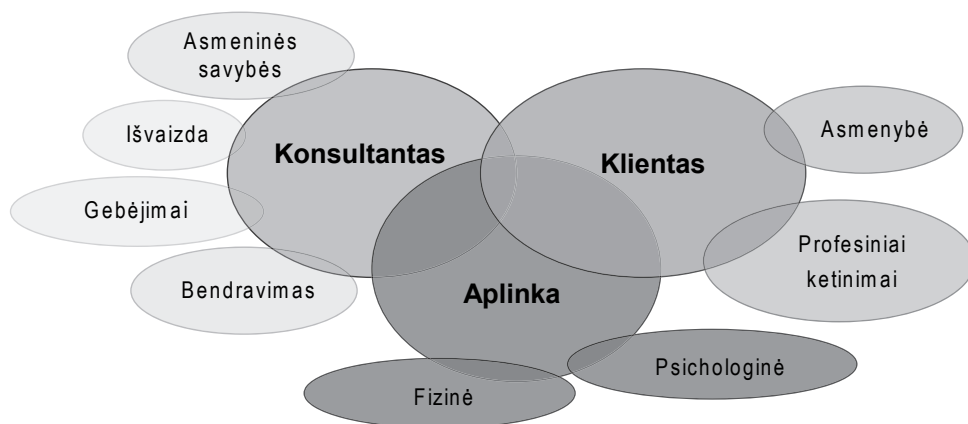 Asmeninės
savybės
Išvaizda
Gebėjimai
Bendravimas
Konsultantas
Klientas
Aplinka
Asmenybė
Profesiniai
ketinimai
Psichologinė
Fizinė